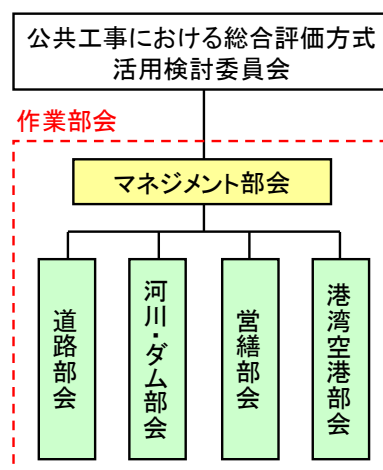 公共工事における総合評価方式
活用検討委員会
作業部会
マネジメント部会
道路部会
河川・ダム部会
営繕部会
港湾空港部会